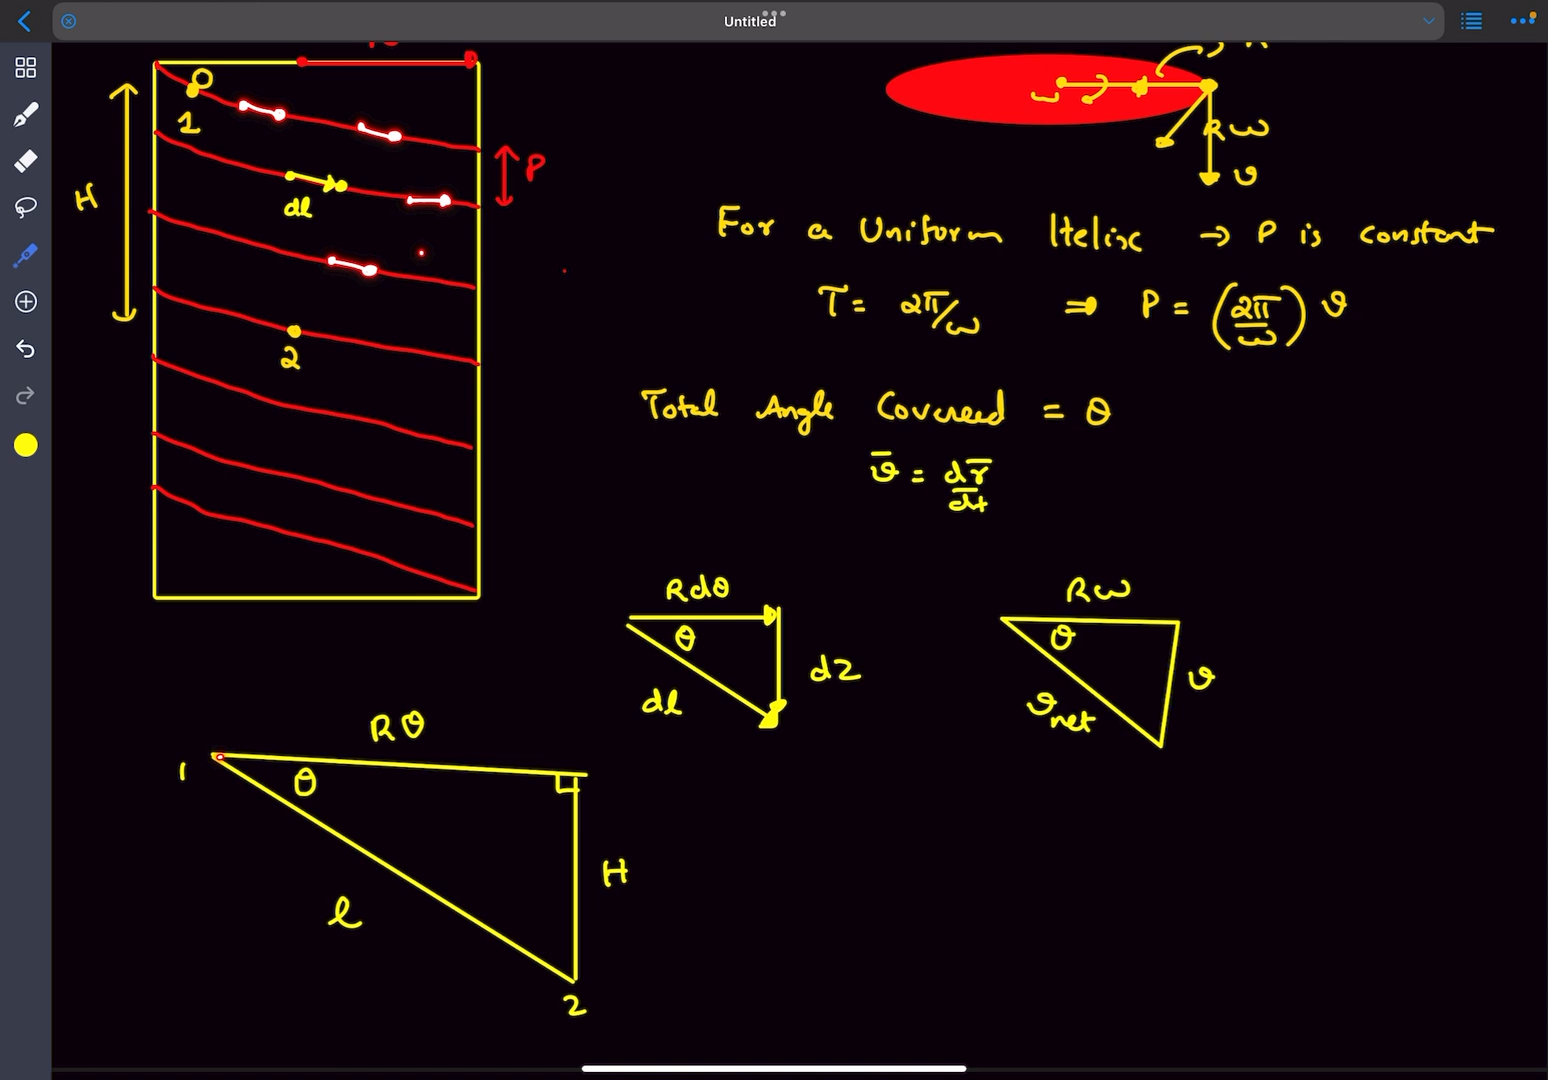 Untitled
O
1
H
P
dl
2
ω
Rω
v
For a Uniform Helix → P is constant
T = 2π/ω ⇒ P = (2π/ω) v
Total Angle Covered = θ
v̄ = dr̄/dt
Rdθ
θ
dl
dz
Rω
θ
v
v_net
Rθ
1
θ
H
l
2